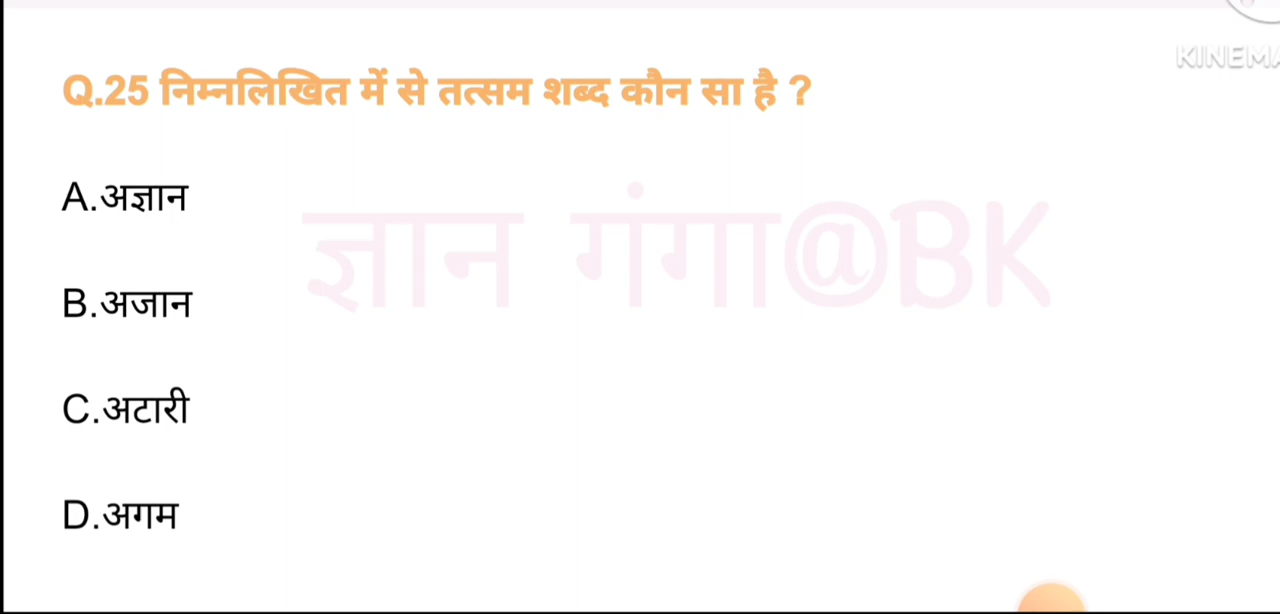 KINEMA
Q.25 निम्नलिखित में से तत्सम शब्द कौन सा है ?
A.अज्ञान
ज्ञान गंगा@BK
B.अजान
C.अटारी
D.अगम